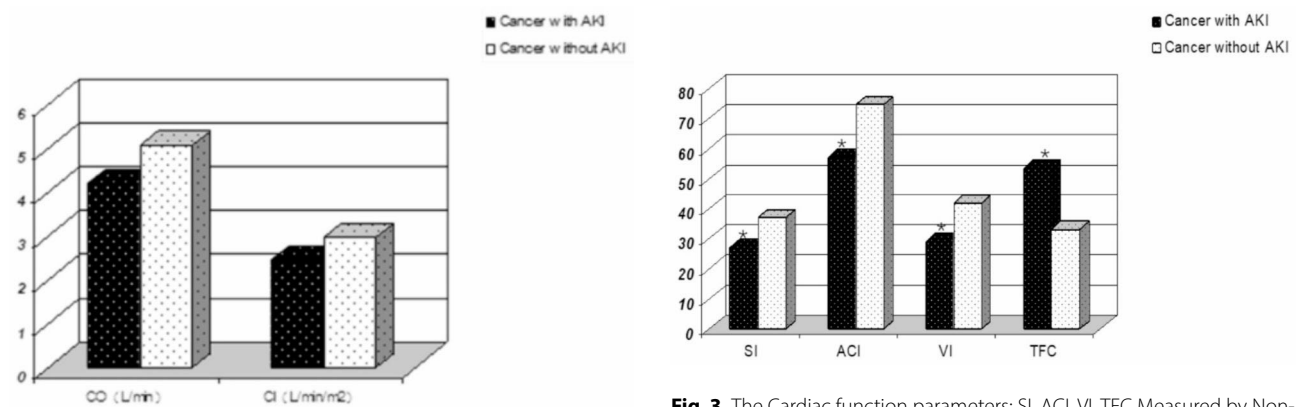 Cancer with AKI
Cancer without AKI
6
5
4
3
2
1
0
CO (L/min)
CI (L/min/m2)
Cancer with AKI
Cancer without AKI
80
70
60
50
40
30
20
10
0
*
*
*
*
SI
ACI
VI
TFC
Fig. 3 The Cardiac function parameters: SI, ACI, VI, TFC Measured by Non-